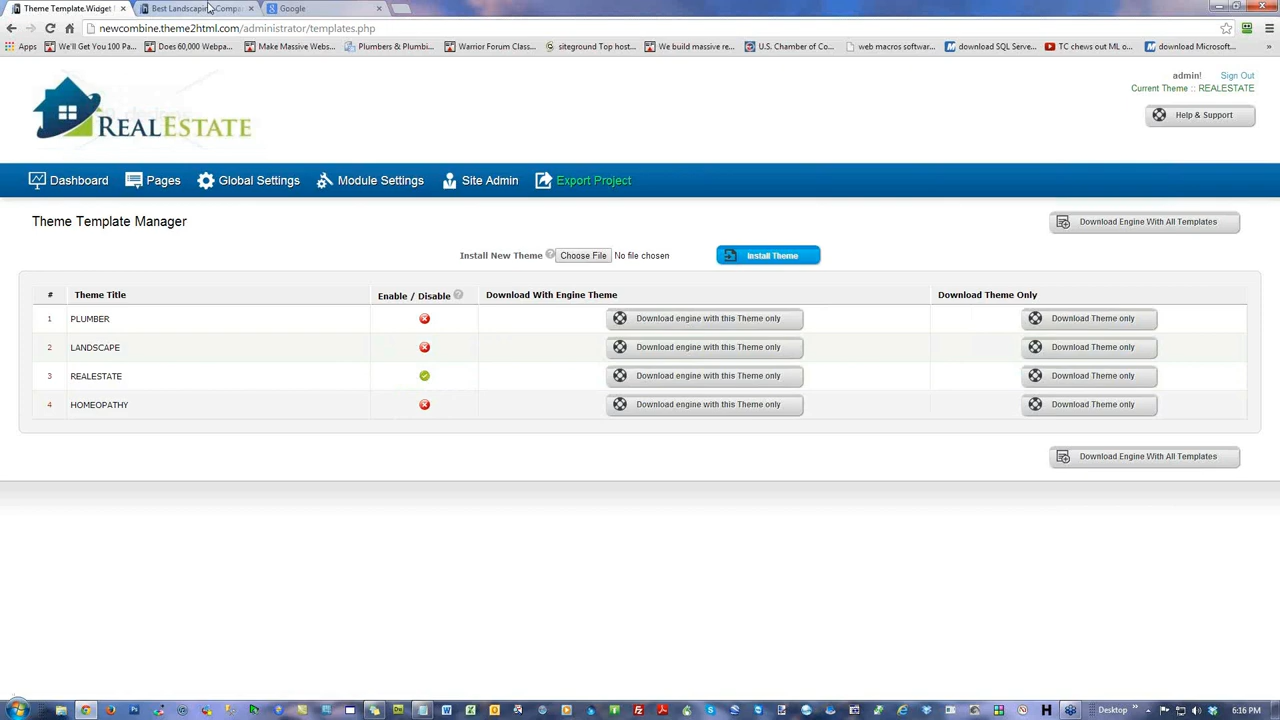 Theme Template.Widget
Best Landscaping Compa
Google
newcombine.theme2html.com/administrator/templates.php
Apps
We'll Get You 100 Pa...
Does 60,000 Webpa...
Make Massive Webs...
Plumbers & Plumbi...
Warrior Forum Class...
siteground Top host...
We build massive re...
U.S. Chamber of Co...
web macros softwar...
download SQL Serve...
TC chews out ML o...
download Microsoft...
»
admin!
Sign Out
Current Theme :: REALESTATE
REALESTATE
Help & Support
Dashboard
Pages
Global Settings
Module Settings
Site Admin
Export Project
Theme Template Manager
Download Engine With All Templates
Install New Theme
Choose File
No file chosen
Install Theme
# Theme Title Enable / Disable Download With Engine Theme Download Theme Only
1 PLUMBER Download engine with this Theme only Download Theme only
2 LANDSCAPE Download engine with this Theme only Download Theme only
3 REALESTATE Download engine with this Theme only Download Theme only
4 HOMEOPATHY Download engine with this Theme only Download Theme only
Download Engine With All Templates
Desktop »
6:16 PM